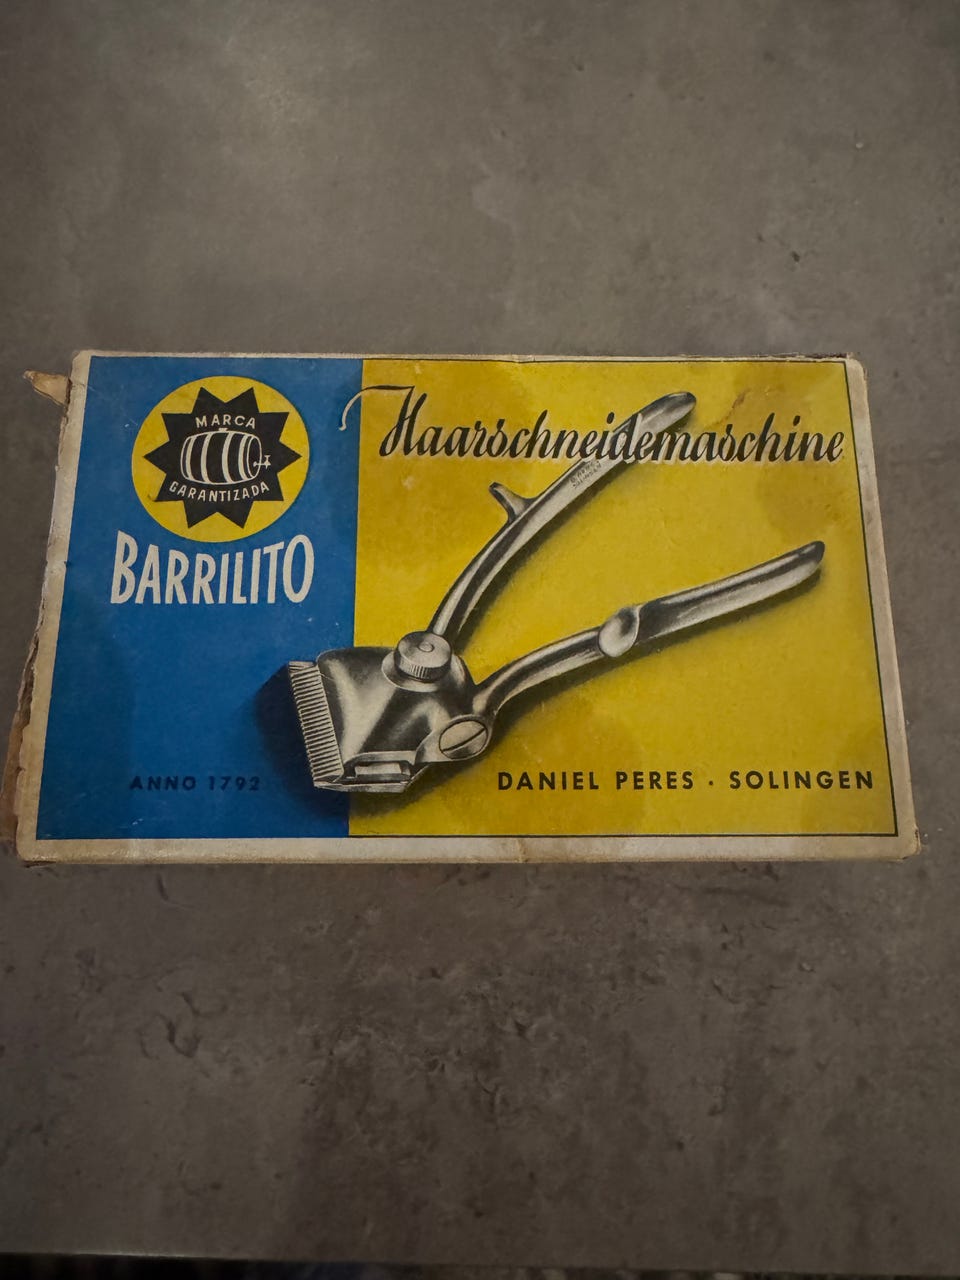 MARCA
GARANTIZADA
BARRILITO
Haarschneidemaschine
ANNO 1792
DANIEL PERES · SOLINGEN